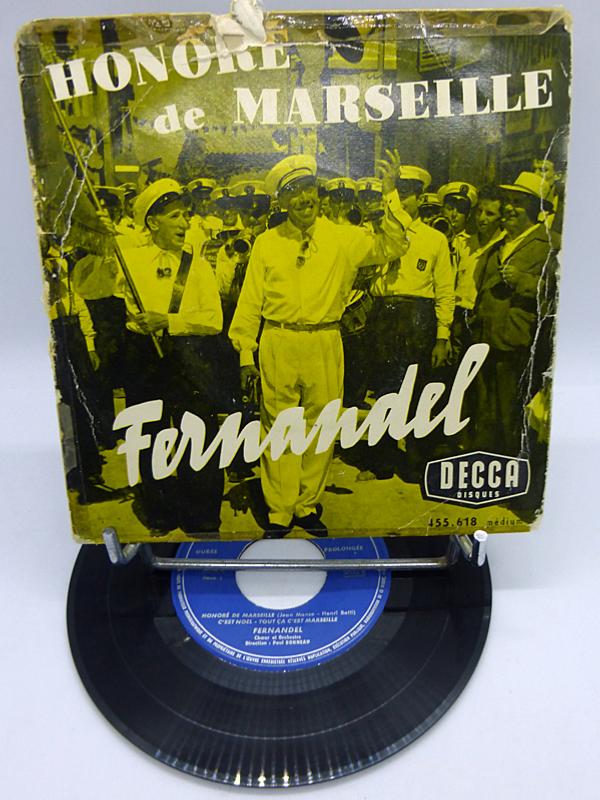 HONORÉ
de MARSEILLE
Fernandel
DECCA
DISQUES
455.618 médium
DURÉE PROLONGÉE
HONORÉ DE MARSEILLE (Jean Manse - Henri Betti)
C'EST NOEL - TOUT ÇA C'EST MARSEILLE
FERNANDEL
Chœur et Orchestre
Direction : Paul BONNEAU